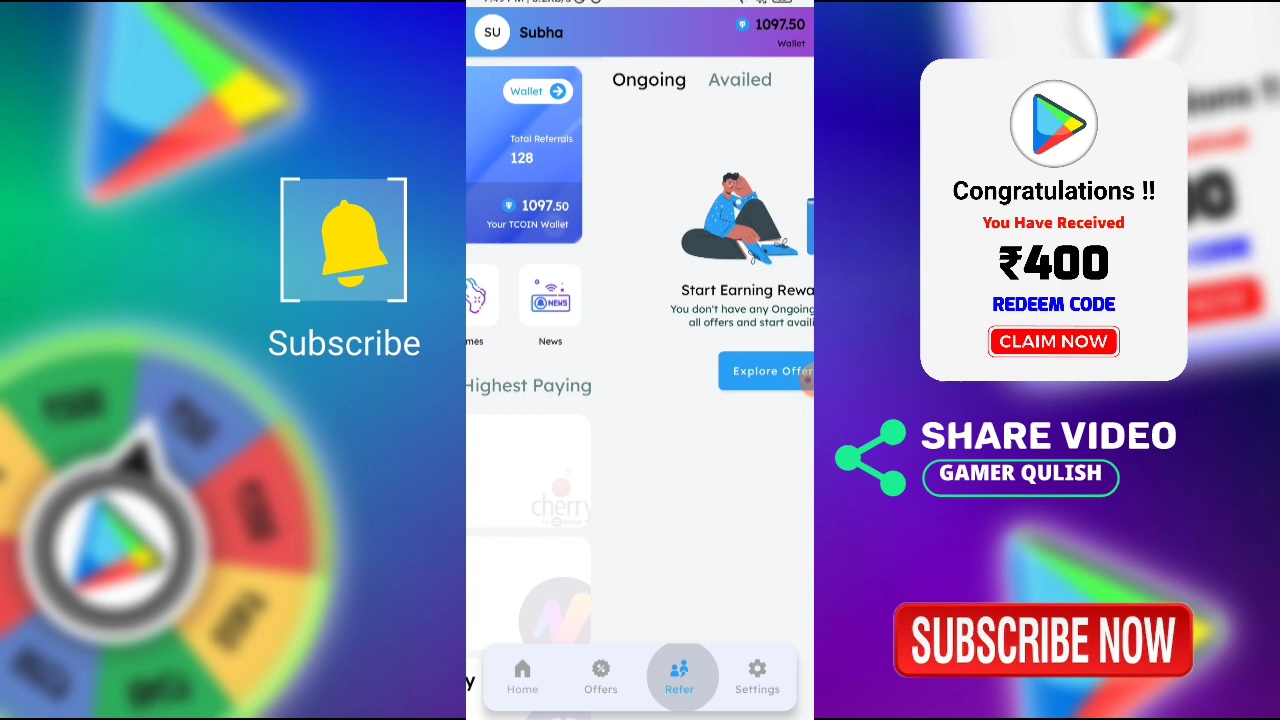 Subscribe
SU
Subha
1097.50
Wallet
Wallet
Total Referrals
128
1097.50
Your TCOIN Wallet
Ongoing
Availed
Start Earning Rewa
You don't have any Ongoing
all offers and start availi
Explore Offer
mes
NEWS
News
Highest Paying
cherry
y
Home
Offers
Refer
Settings
Congratulations !!
You Have Received
₹400
REDEEM CODE
CLAIM NOW
SHARE VIDEO
GAMER QULISH
SUBSCRIBE NOW